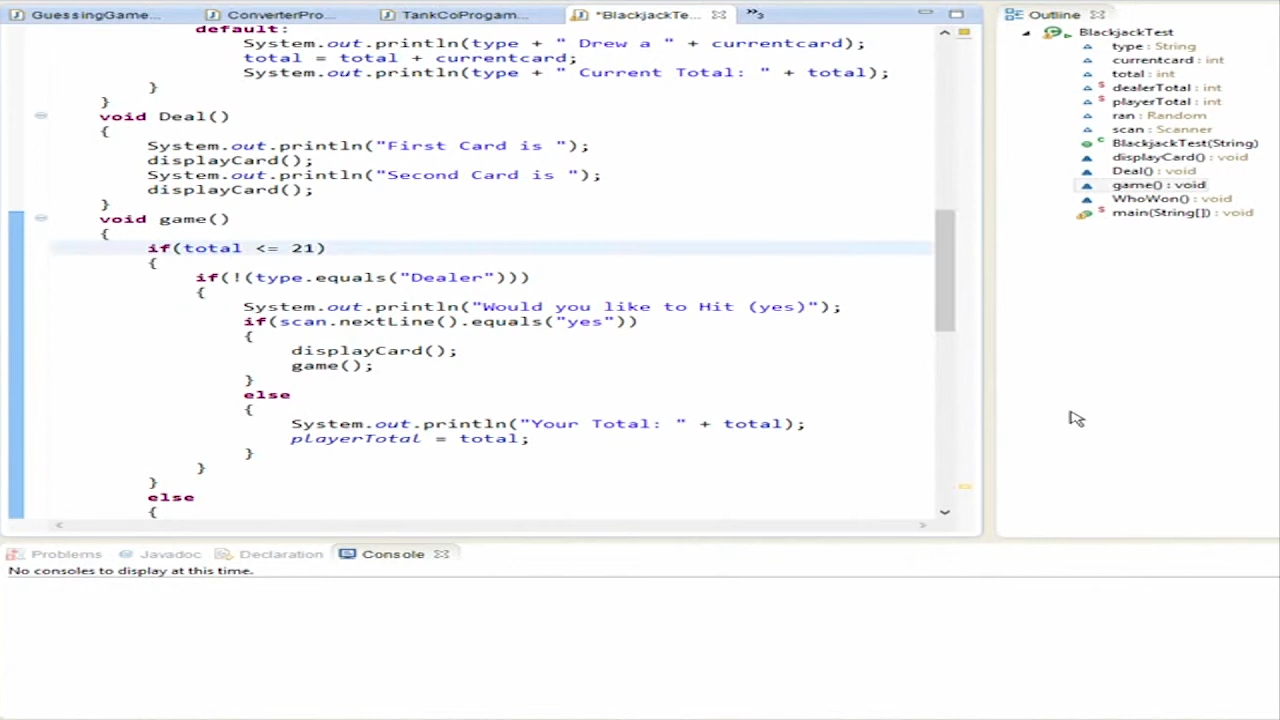 GuessingGame... ConverterPro... TankCoProgam... *BlackjackTe... »3
default:
System.out.println(type + " Drew a " + currentcard);
total = total + currentcard;
System.out.println(type + " Current Total: " + total);
}
}
void Deal()
{
System.out.println("First Card is ");
displayCard();
System.out.println("Second Card is ");
displayCard();
}
void game()
{
if(total <= 21)
{
if(!(type.equals("Dealer")))
{
System.out.println("Would you like to Hit (yes)");
if(scan.nextLine().equals("yes"))
{
displayCard();
game();
}
else
{
System.out.println("Your Total: " + total);
playerTotal = total;
}
}
}
else
{
Outline
BlackjackTest
type : String
currentcard : int
total : int
dealerTotal : int
playerTotal : int
ran : Random
scan : Scanner
BlackjackTest(String)
displayCard() : void
Deal() : void
game() : void
WhoWon() : void
main(String[]) : void
Problems Javadoc Declaration Console
No consoles to display at this time.